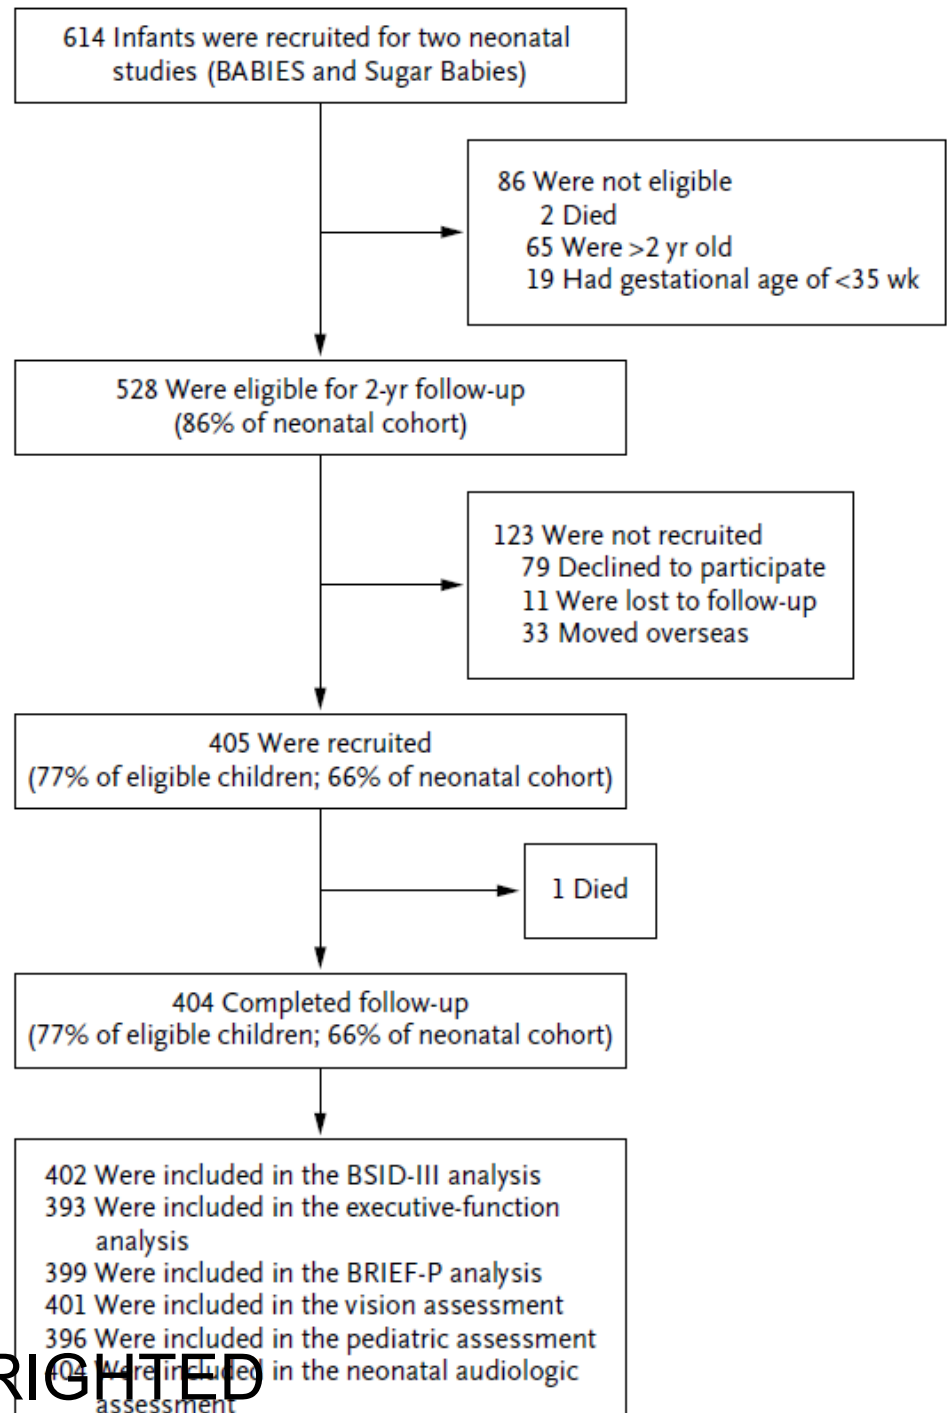 614 Infants were recruited for two neonatal
studies (BABIES and Sugar Babies)
86 Were not eligible
2 Died
65 Were >2 yr old
19 Had gestational age of <35 wk
528 Were eligible for 2-yr follow-up
(86% of neonatal cohort)
123 Were not recruited
79 Declined to participate
11 Were lost to follow-up
33 Moved overseas
405 Were recruited
(77% of eligible children; 66% of neonatal cohort)
1 Died
404 Completed follow-up
(77% of eligible children; 66% of neonatal cohort)
402 Were included in the BSID-III analysis
393 Were included in the executive-function
analysis
399 Were included in the BRIEF-P analysis
401 Were included in the vision assessment
396 Were included in the pediatric assessment
404 Were included in the neonatal audiologic
assessment
RIGHTED